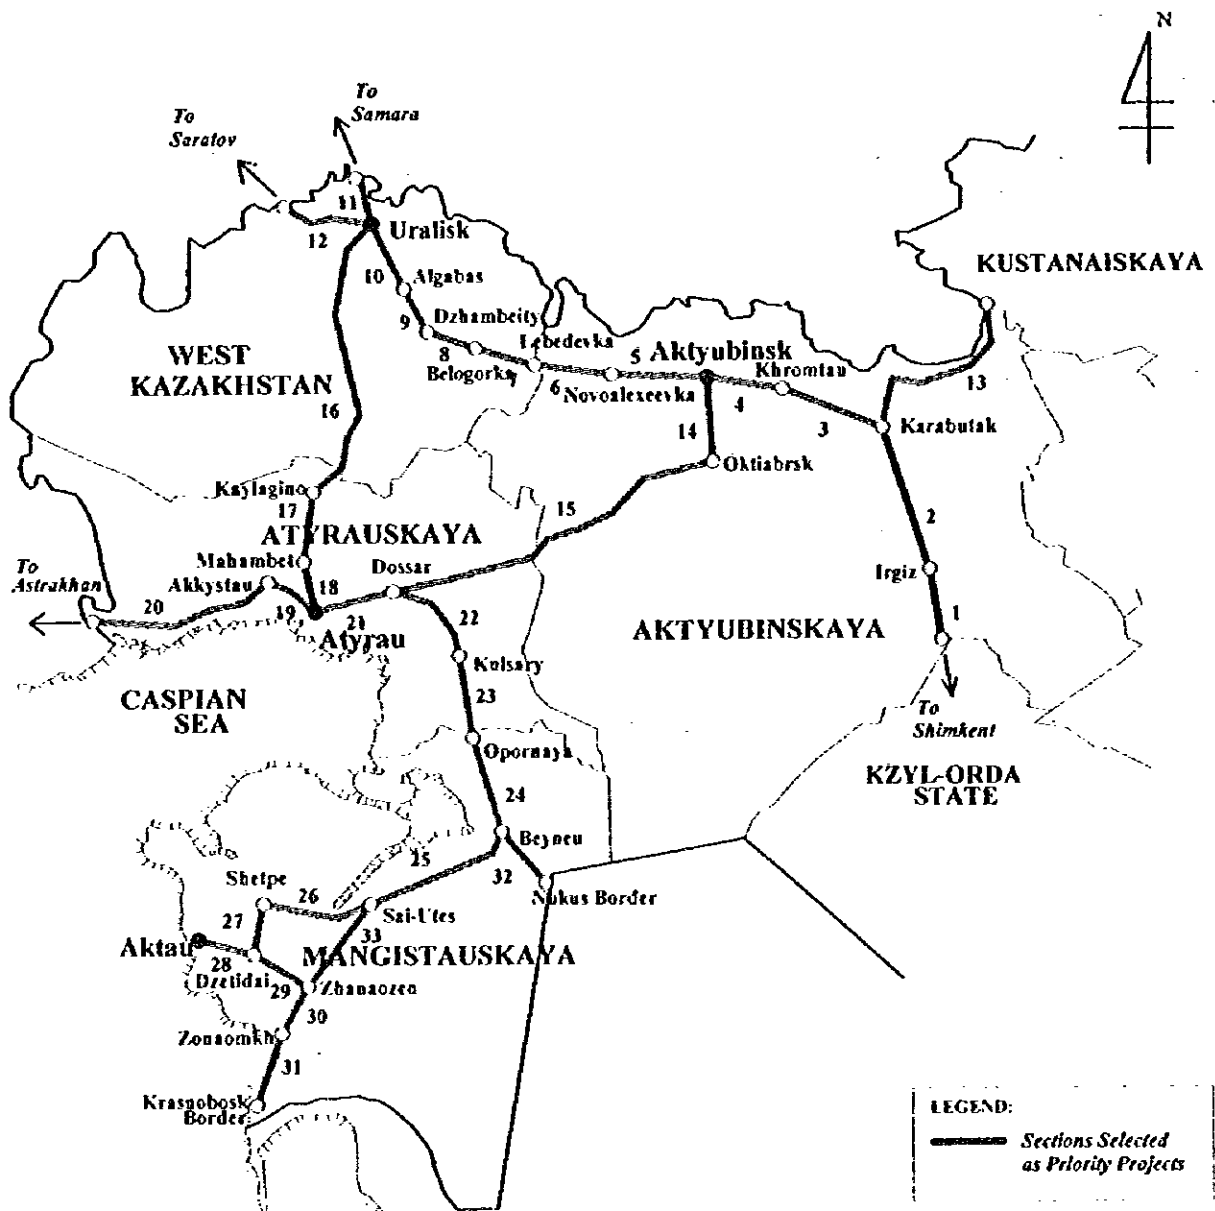 N
To
Samara
To
Saratov
11
12
Uralisk
KUSTANAISKAYA
10
Algabas
9
Dzhambeity
8
Lebedevka
WEST
KAZAKHSTAN
Belogorka
7
6
5
Aktyubinsk
Khromtau
Novoalexeevka
4
13
16
3
Karabutak
14
Oktiabrsk
Kaylagino
17
15
2
ATYRAUSKAYA
Mahambet
Dossar
To
Astrakhan
Akkystau
Irgiz
20
19
18
21
22
1
Atyrau
AKTYUBINSKAYA
Kulsary
CASPIAN
SEA
23
To
Shimkent
Opornaya
KZYL-ORDA
STATE
24
Beyneu
25
32
Shetpe
26
Nukus Border
27
Sai-Utes
33
Aktau
28
MANGISTAUSKAYA
Dzetidai
29
Zhanaozen
30
Zonaomkh
31
Krasnobosk
Border
LEGEND:
Sections Selected
as Priority Projects